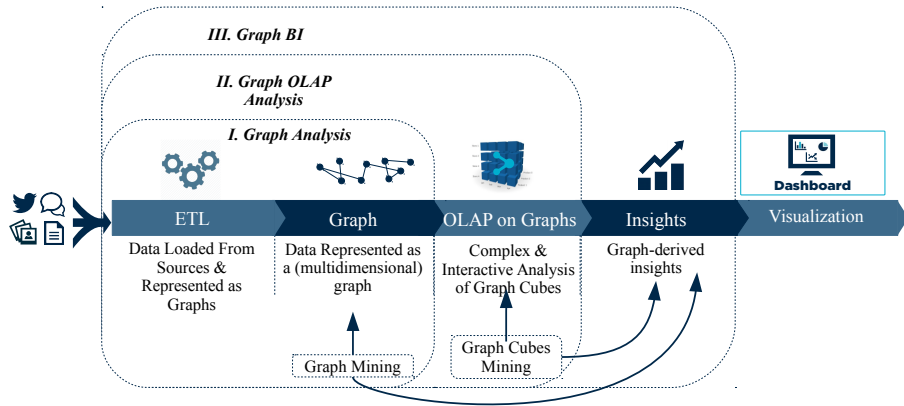 III. Graph BI
II. Graph OLAP
Analysis
I. Graph Analysis
Dashboard
ETL
Graph
OLAP on Graphs
Insights
Visualization
Data Loaded From
Sources &
Represented as
Graphs
Data Represented as
a (multidimensional)
graph
Complex &
Interactive Analysis
of Graph Cubes
Graph-derived
insights
Graph Mining
Graph Cubes
Mining